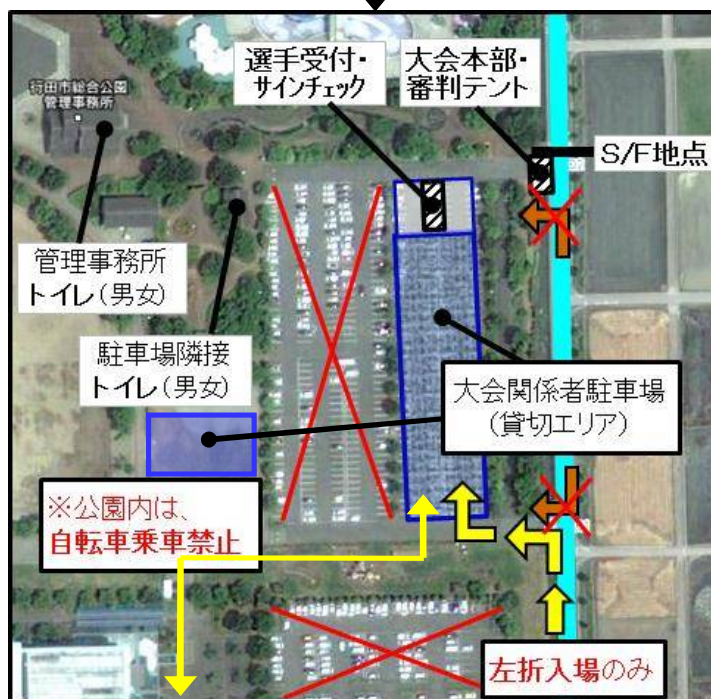 選手受付・
サインチェック
大会本部・
審判テント
行田市総合公園
管理事務所
S/F地点
管理事務所
トイレ(男女)
駐車場隣接
トイレ(男女)
大会関係者駐車場
(貸切エリア)
※公園内は、
自転車乗車禁止
左折入場のみ